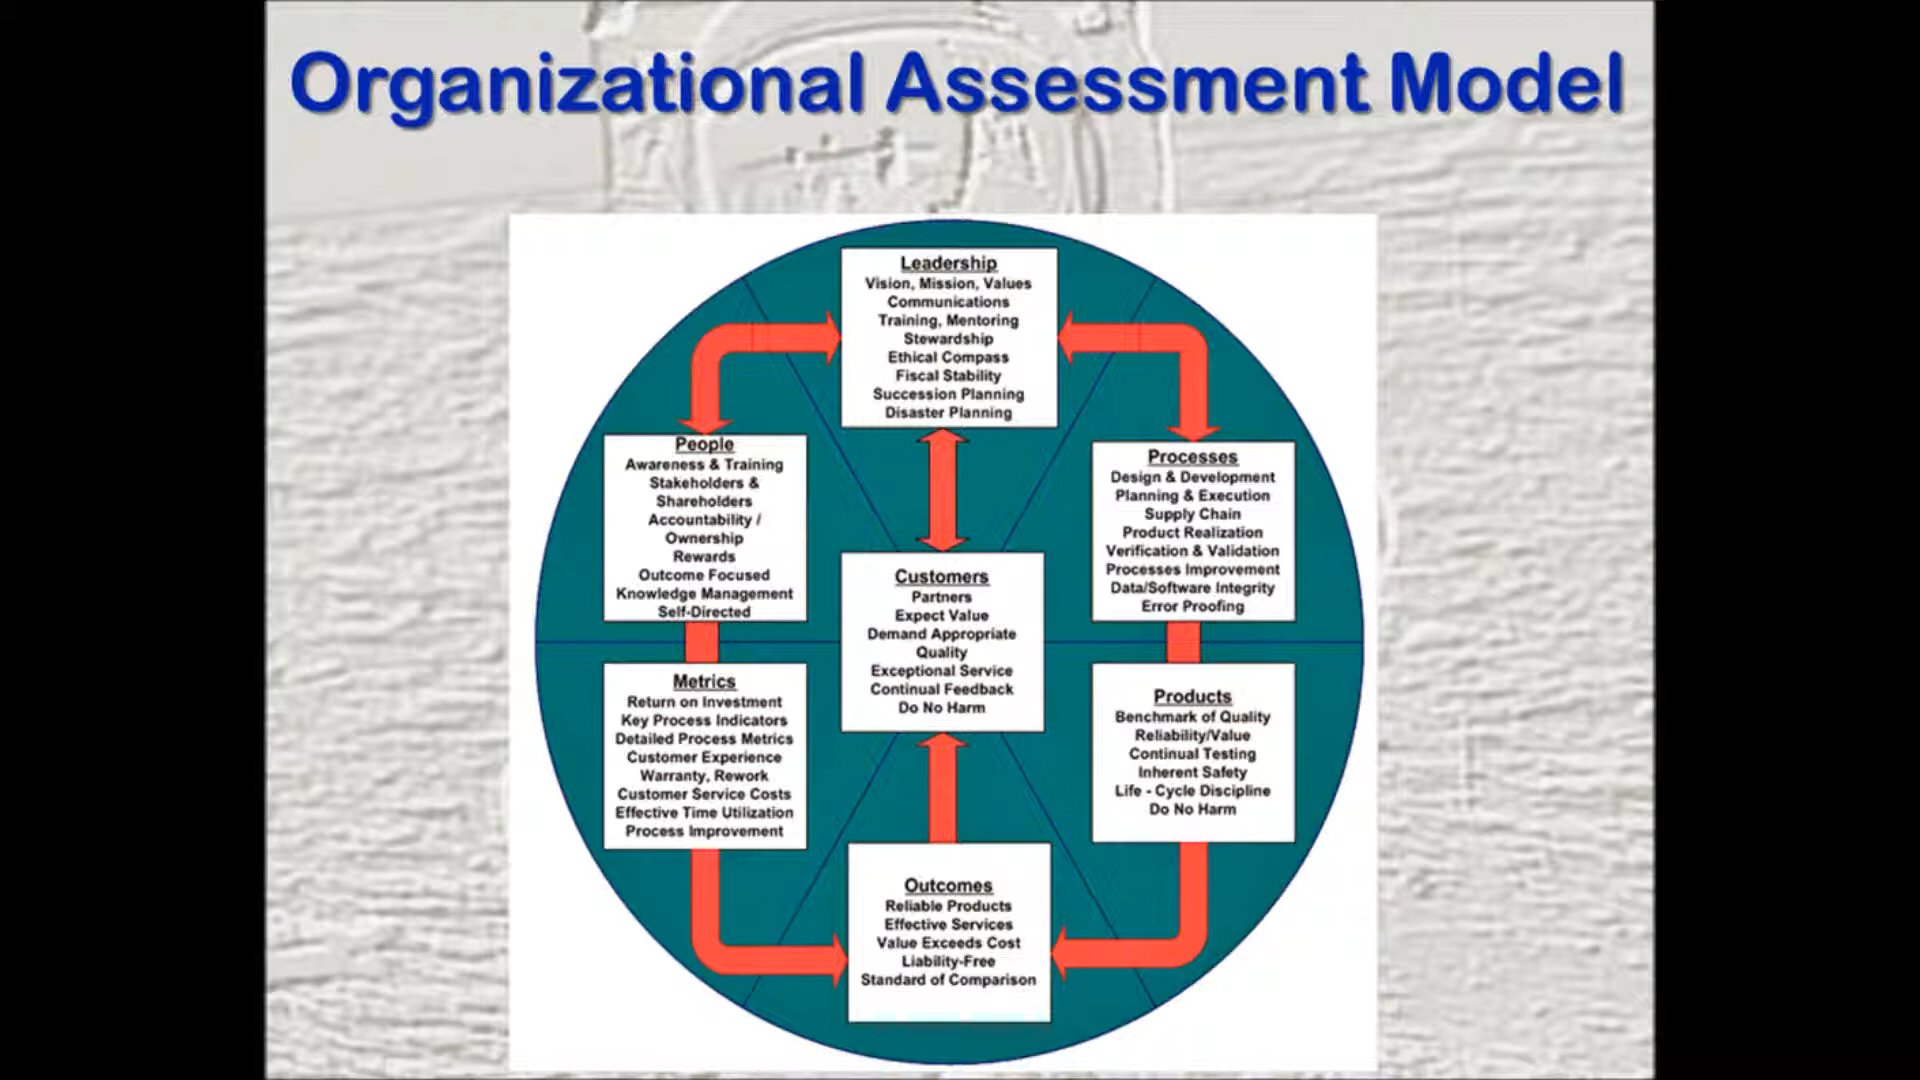 Organizational Assessment Model
Leadership
Vision, Mission, Values
Communications
Training, Mentoring
Stewardship
Ethical Compass
Fiscal Stability
Succession Planning
Disaster Planning
People
Awareness & Training
Stakeholders &
Shareholders
Accountability /
Ownership
Rewards
Outcome Focused
Knowledge Management
Self-Directed
Processes
Design & Development
Planning & Execution
Supply Chain
Product Realization
Verification & Validation
Processes Improvement
Data/Software Integrity
Error Proofing
Customers
Partners
Expect Value
Demand Appropriate
Quality
Exceptional Service
Continual Feedback
Do No Harm
Metrics
Return on Investment
Key Process Indicators
Detailed Process Metrics
Customer Experience
Warranty, Rework
Customer Service Costs
Effective Time Utilization
Process Improvement
Products
Benchmark of Quality
Reliability/Value
Continual Testing
Inherent Safety
Life - Cycle Discipline
Do No Harm
Outcomes
Reliable Products
Effective Services
Value Exceeds Cost
Liability-Free
Standard of Comparison